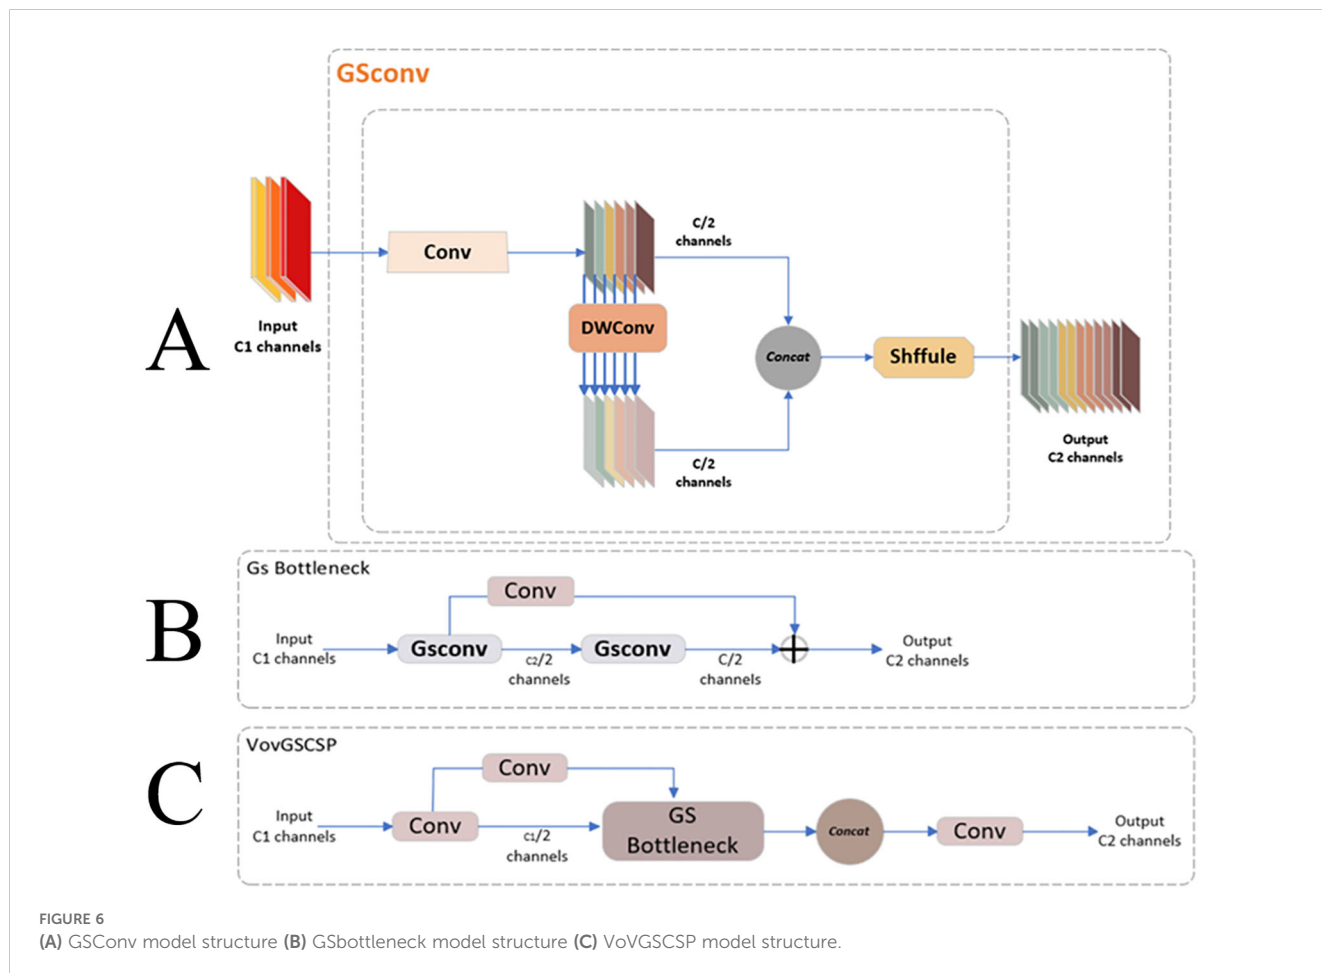 GSconv
A
Input
C1 channels
Conv
DWConv
C/2
channels
C/2
channels
Concat
Shffule
Output
C2 channels
B
Gs Bottleneck
Input
C1 channels
Gsconv
Conv
C2/2
channels
Gsconv
C/2
channels
Output
C2 channels
C
VovGSCSP
Input
C1 channels
Conv
Conv
C1/2
channels
GS
Bottleneck
Concat
Conv
Output
C2 channels
FIGURE 6
(A) GSConv model structure (B) GSbottleneck model structure (C) VoVGSCSP model structure.